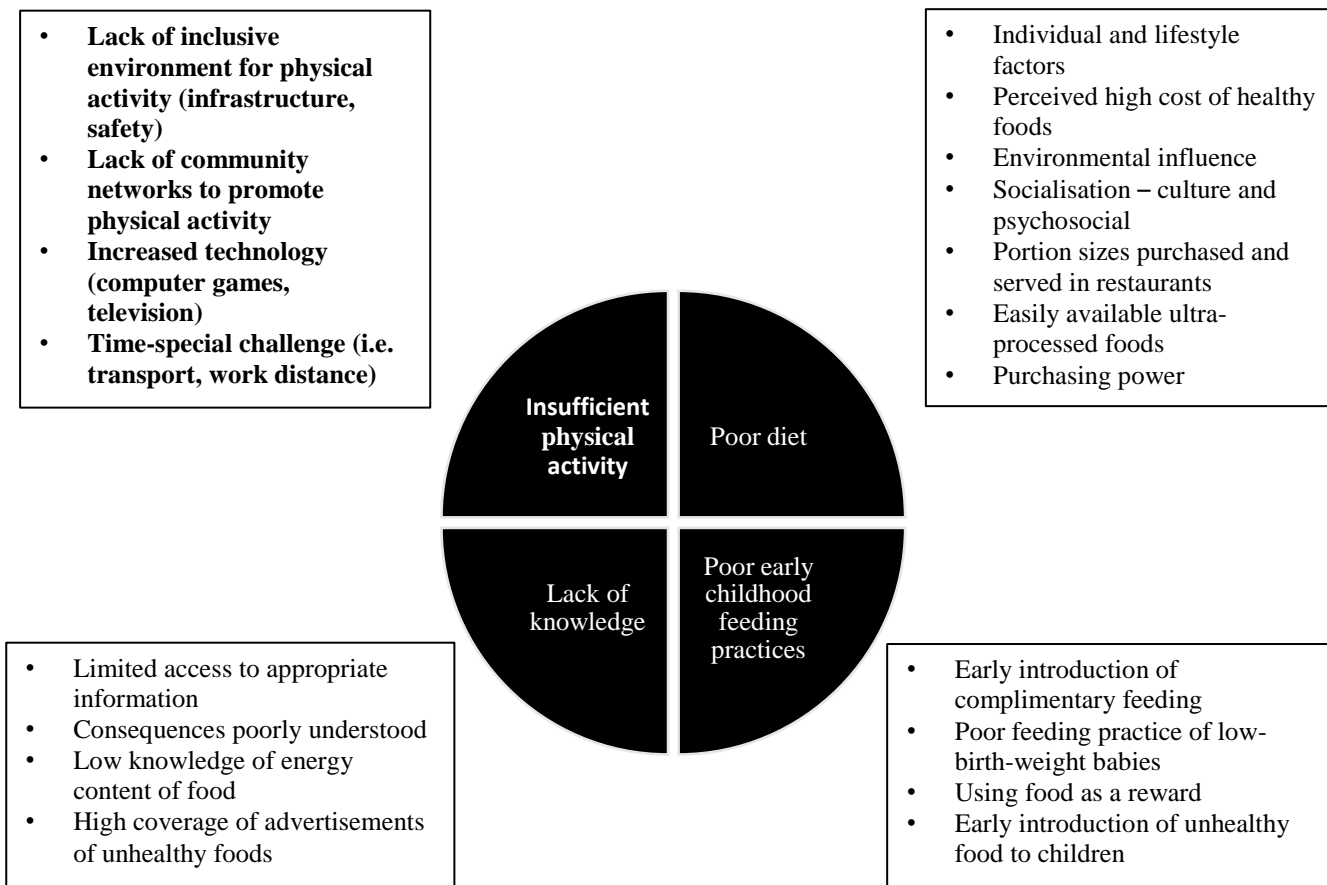 • Lack of inclusive
environment for physical
activity (infrastructure,
safety)
• Lack of community
networks to promote
physical activity
• Increased technology
(computer games,
television)
• Time-special challenge (i.e.
transport, work distance)
• Individual and lifestyle
factors
• Perceived high cost of healthy
foods
• Environmental influence
• Socialisation – culture and
psychosocial
• Portion sizes purchased and
served in restaurants
• Easily available ultra-
processed foods
• Purchasing power
Insufficient
physical
activity
Poor diet
Lack of
knowledge
Poor early
childhood
feeding
practices
• Limited access to appropriate
information
• Consequences poorly understood
• Low knowledge of energy
content of food
• High coverage of advertisements
of unhealthy foods
• Early introduction of
complimentary feeding
• Poor feeding practice of low-
birth-weight babies
• Using food as a reward
• Early introduction of unhealthy
food to children